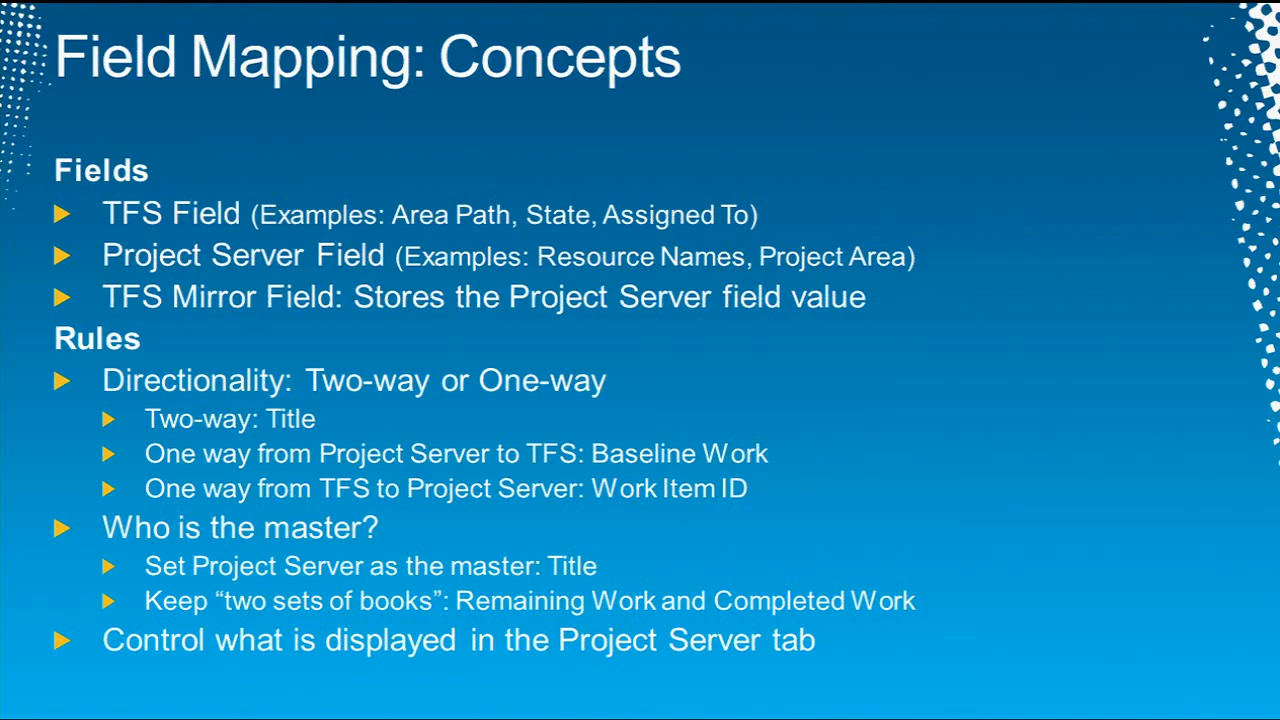 Field Mapping: Concepts
Fields
TFS Field (Examples: Area Path, State, Assigned To)
Project Server Field (Examples: Resource Names, Project Area)
TFS Mirror Field: Stores the Project Server field value
Rules
Directionality: Two-way or One-way
Two-way: Title
One way from Project Server to TFS: Baseline Work
One way from TFS to Project Server: Work Item ID
Who is the master?
Set Project Server as the master: Title
Keep “two sets of books”: Remaining Work and Completed Work
Control what is displayed in the Project Server tab